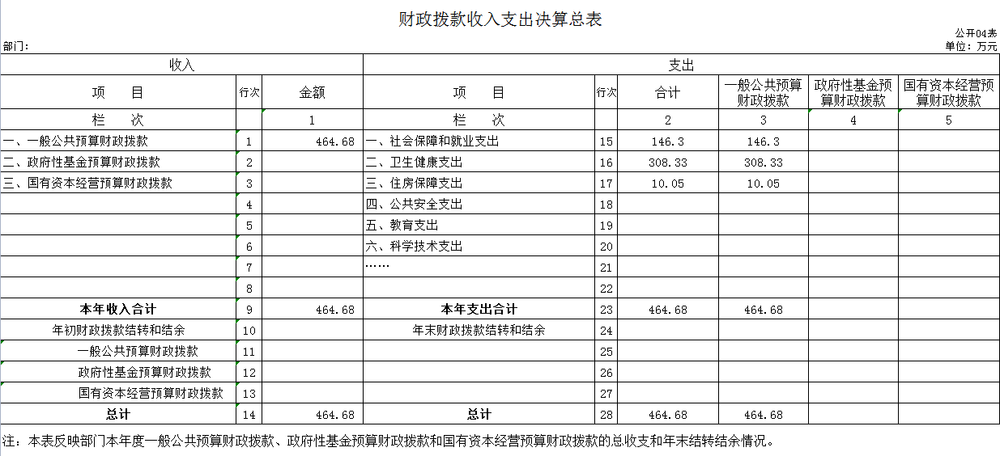 财政拨款收入支出决算总表
公开04表
部门： 单位：万元
收入 支出
项 目 行次 金额 项 目 行次 合计 一般公共预算财政拨款 政府性基金预算财政拨款 国有资本经营预算财政拨款
栏 次 1 栏 次 2 3 4 5
一、一般公共预算财政拨款 1 464.68 一、社会保障和就业支出 15 146.3 146.3
二、政府性基金预算财政拨款 2 二、卫生健康支出 16 308.33 308.33
三、国有资本经营预算财政拨款 3 三、住房保障支出 17 10.05 10.05
4 四、公共安全支出 18
5 五、教育支出 19
6 六、科学技术支出 20
7 …… 21
8 22
本年收入合计 9 464.68 本年支出合计 23 464.68 464.68
年初财政拨款结转和结余 10 年末财政拨款结转和结余 24
一般公共预算财政拨款 11 25
政府性基金预算财政拨款 12 26
国有资本经营预算财政拨款 13 27
总计 14 464.68 总计 28 464.68 464.68
注：本表反映部门本年度一般公共预算财政拨款、政府性基金预算财政拨款和国有资本经营预算财政拨款的总收支和年末结转结余情况。